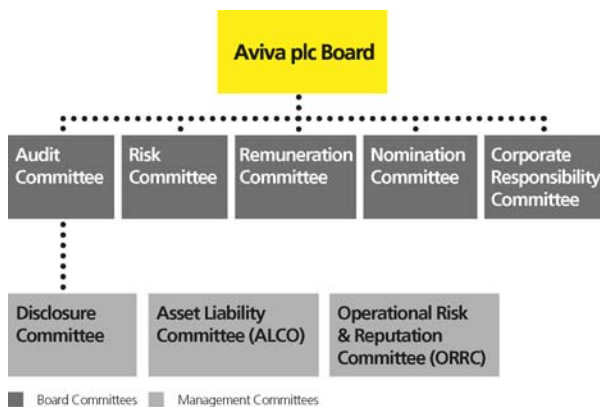 Aviva plc Board
Audit
Committee
Risk
Committee
Remuneration
Committee
Nomination
Committee
Corporate
Responsibility
Committee
Disclosure
Committee
Asset Liability
Committee (ALCO)
Operational Risk
& Reputation
Committee (ORRC)
Board Committees
Management Committees